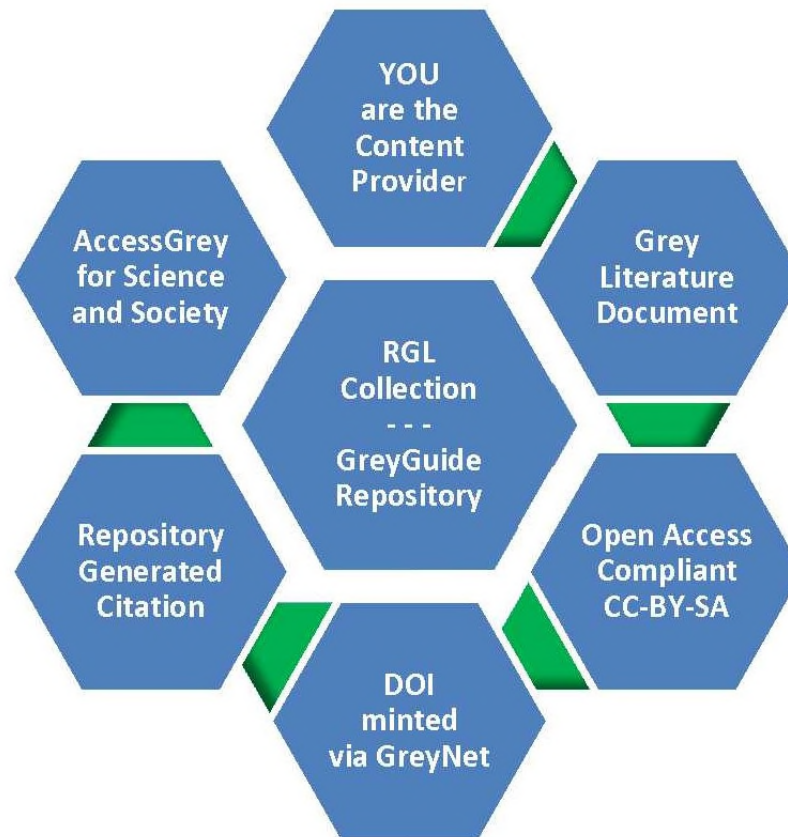 YOU
are the
Content
Provider
Grey
Literature
Document
Open Access
Compliant
CC-BY-SA
DOI
minted
via GreyNet
Repository
Generated
Citation
AccessGrey
for Science
and Society
RGL
Collection
- - -
GreyGuide
Repository